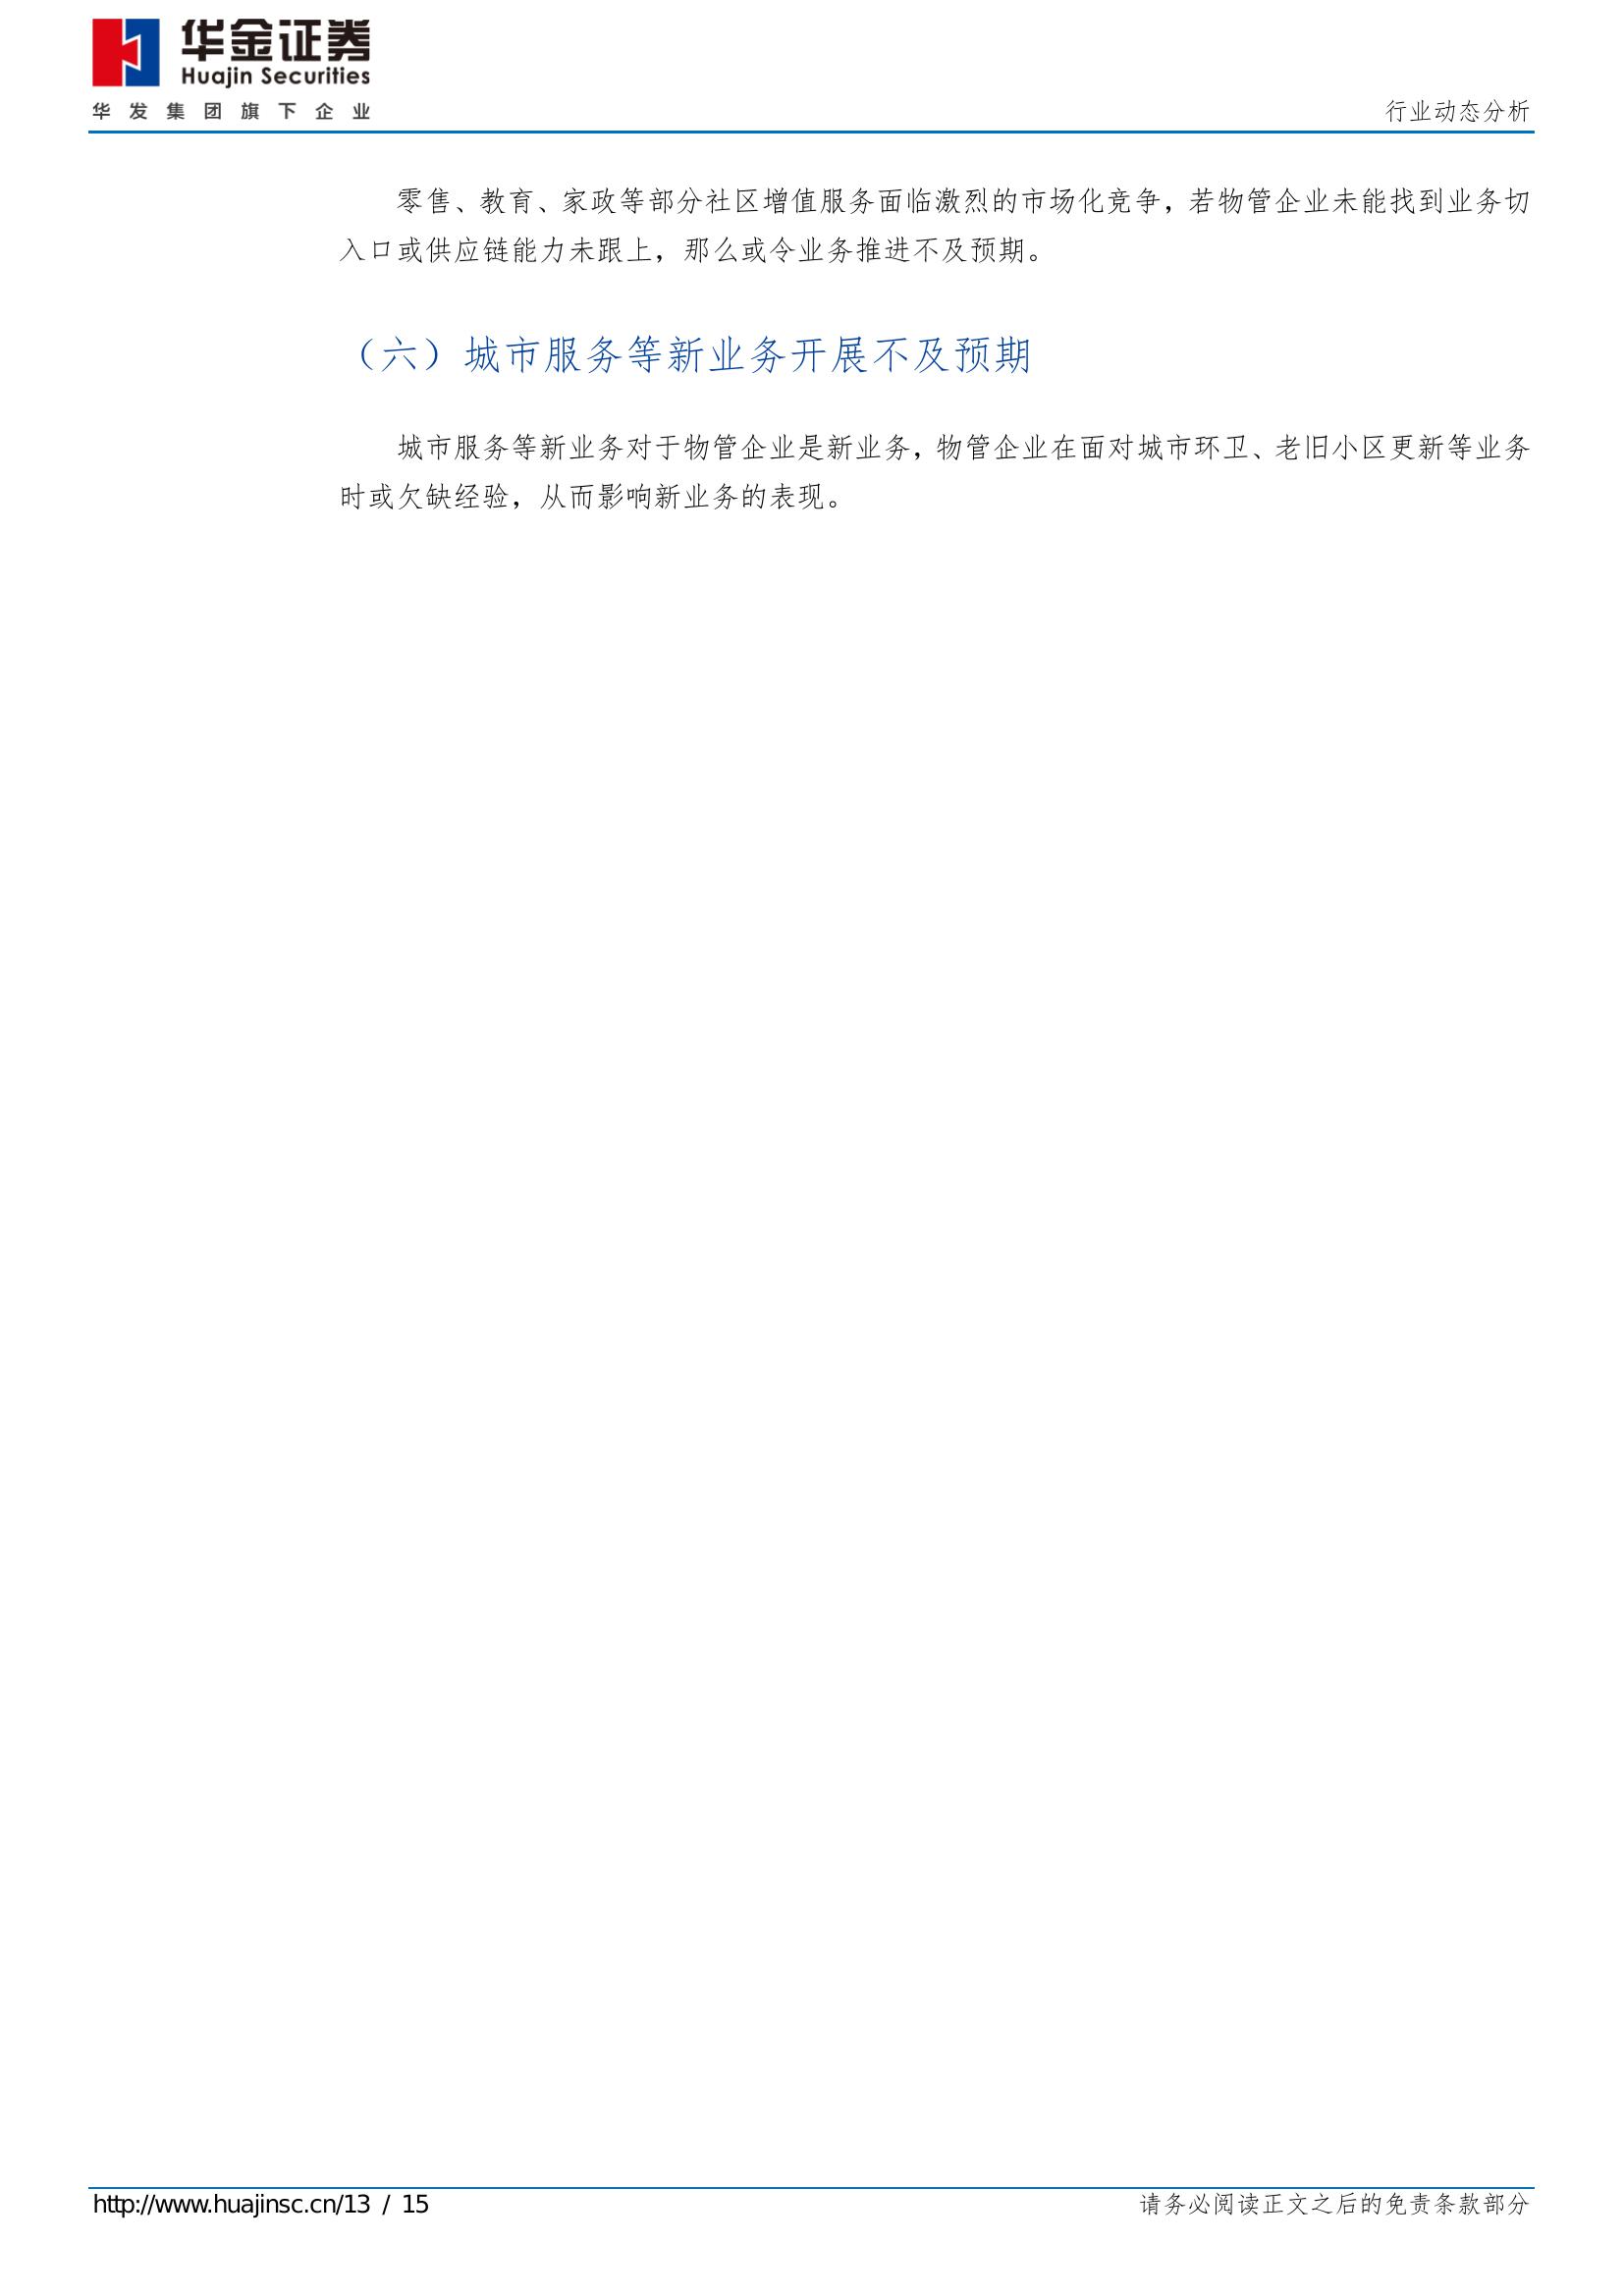 华金证券
Huajin Securities
华发集团旗下企业
行业动态分析
零售、教育、家政等部分社区增值服务面临激烈的市场化竞争，若物管企业未能找到业务切
入口或供应链能力未跟上，那么或令业务推进不及预期。
（六）城市服务等新业务开展不及预期
城市服务等新业务对于物管企业是新业务，物管企业在面对城市环卫、老旧小区更新等业务
时或欠缺经验，从而影响新业务的表现。
http://www.huajinsc.cn/13 / 15
请务必阅读正文之后的免责条款部分